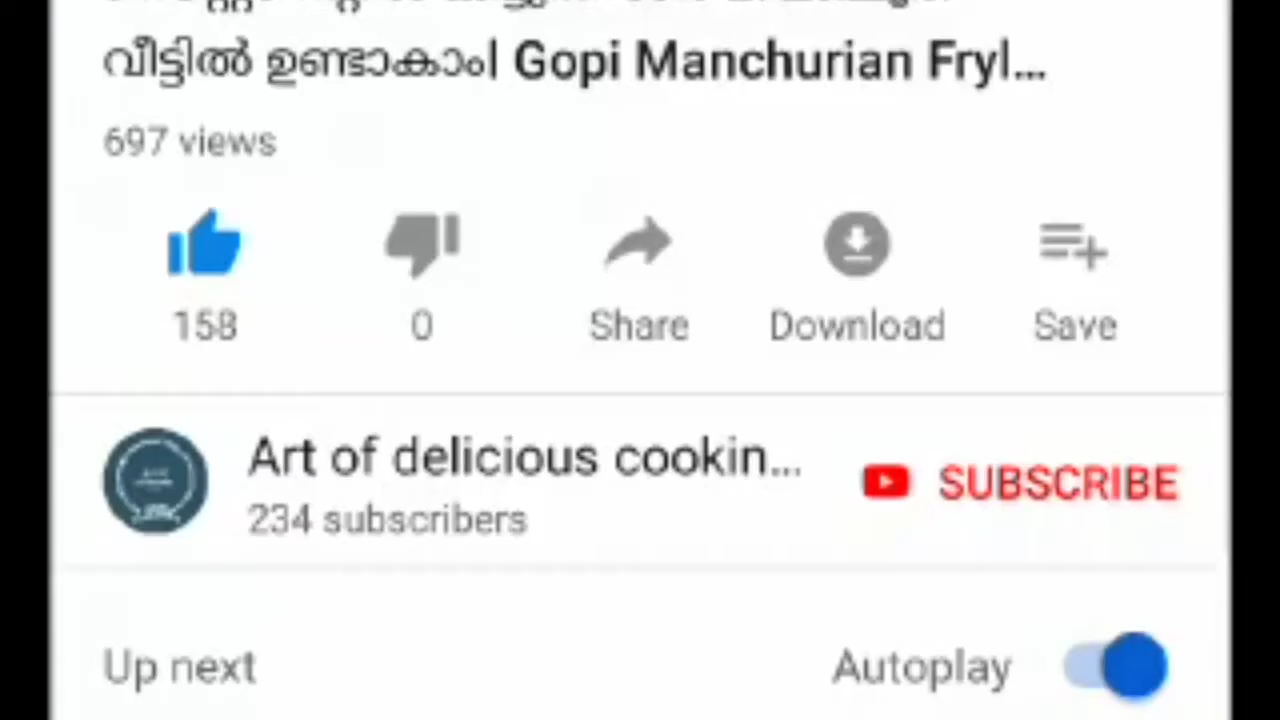 വീട്ടിൽ ഉണ്ടാകാം| Gopi Manchurian Fryl...
697 views
158
0
Share
Download
Save
Art of delicious cookin...
SUBSCRIBE
234 subscribers
Up next
Autoplay